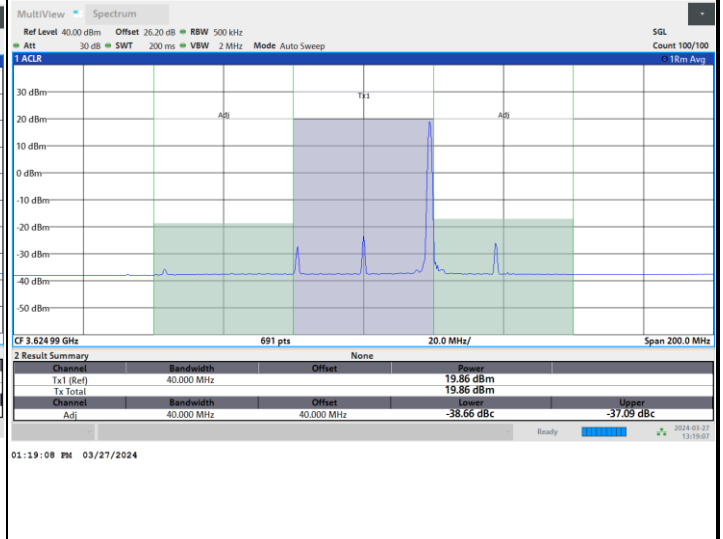 MultiView Spectrum
Ref Level 40.00 dBm Offset 26.20 dB RBW 500 kHz SGL
Att 30 dB SWT 200 ms VBW 2 MHz Mode Auto Sweep Count 100/100
1 ACLR 1Rm Avg
30 dBm
Tx1
20 dBm Adj Adj
10 dBm
0 dBm
-10 dBm
-20 dBm
-30 dBm
-40 dBm
-50 dBm
CF 3.624 99 GHz 691 pts 20.0 MHz/ Span 200.0 MHz
2 Result Summary None
Channel Bandwidth Offset Power
Tx1 (Ref) 40.000 MHz 19.86 dBm
Tx Total 19.86 dBm
Channel Bandwidth Offset Lower Upper
Adj 40.000 MHz 40.000 MHz -38.66 dBc -37.09 dBc
Ready 2024-03-27
13:19:07
01:19:08 PM 03/27/2024